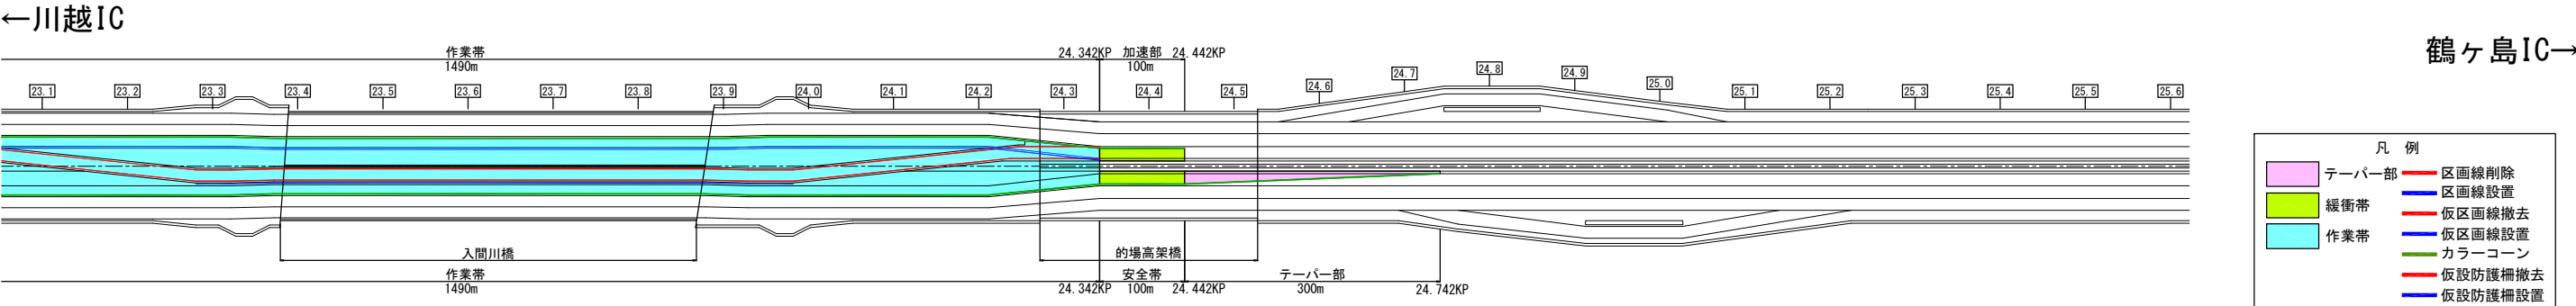 ←川越IC
鶴ヶ島IC→
作業帯
1490m
24.342KP 加速部 24.442KP
100m
23.1 23.2 23.3 23.4 23.5 23.6 23.7 23.8 23.9 24.0 24.1 24.2 24.3 24.4 24.5 24.6 24.7 24.8 24.9 25.0 25.1 25.2 25.3 25.4 25.5 25.6
入間川橋
的場高架橋
作業帯
1490m
24.342KP
安全帯
100m
24.442KP
テーパー部
300m
24.742KP
凡 例
テーパー部
緩衝帯
作業帯
区画線削除
区画線設置
仮区画線撤去
仮区画線設置
カラーコーン
仮設防護柵撤去
仮設防護柵設置